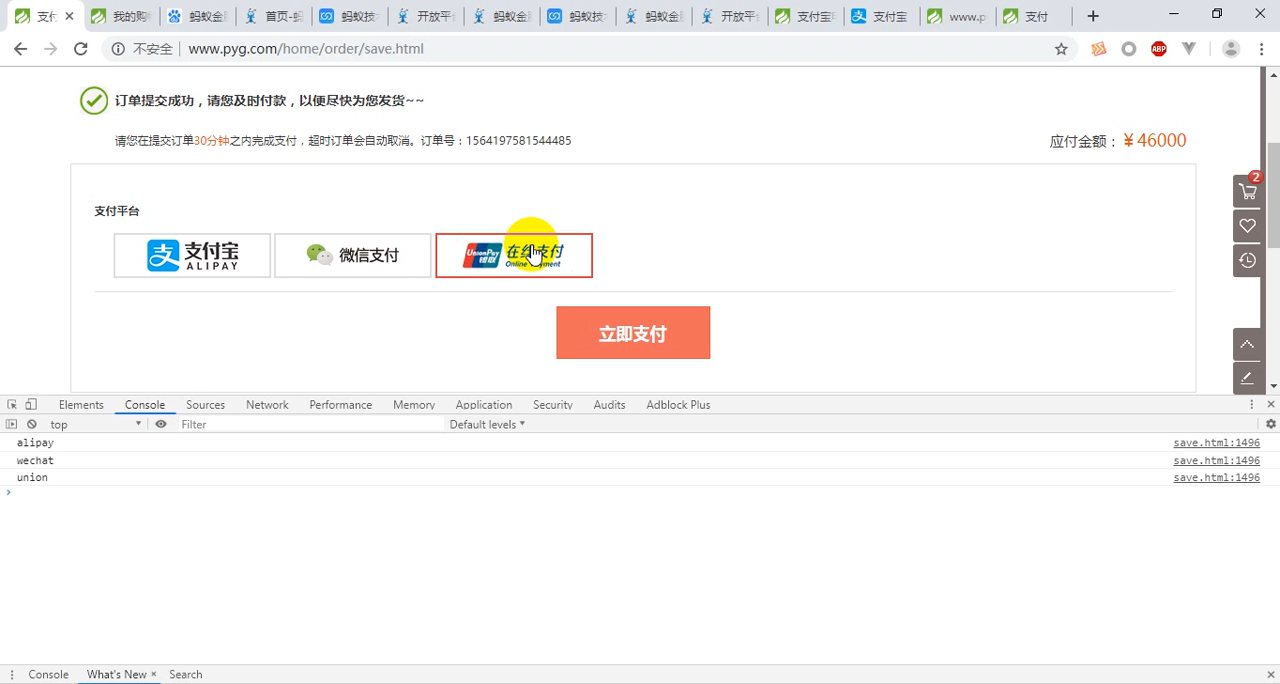 支付 我的购 蚂蚁金 首页-蚂 蚂蚁技 开放平 蚂蚁金 蚂蚁技 蚂蚁金 开放平 支付宝 支付宝 www.p 支付
不安全 www.pyg.com/home/order/save.html
ABP
订单提交成功，请您及时付款，以便尽快为您发货~~
请您在提交订单30分钟之内完成支付，超时订单会自动取消。订单号：1564197581544485 应付金额：￥46000
2
支付平台
支 支付宝 ALIPAY 微信支付 UnionPay 银联 在线支付 Online Payment
立即支付
Elements Console Sources Network Performance Memory Application Security Audits Adblock Plus
top Filter Default levels
alipay save.html:1496
wechat save.html:1496
union save.html:1496
Console What's New Search